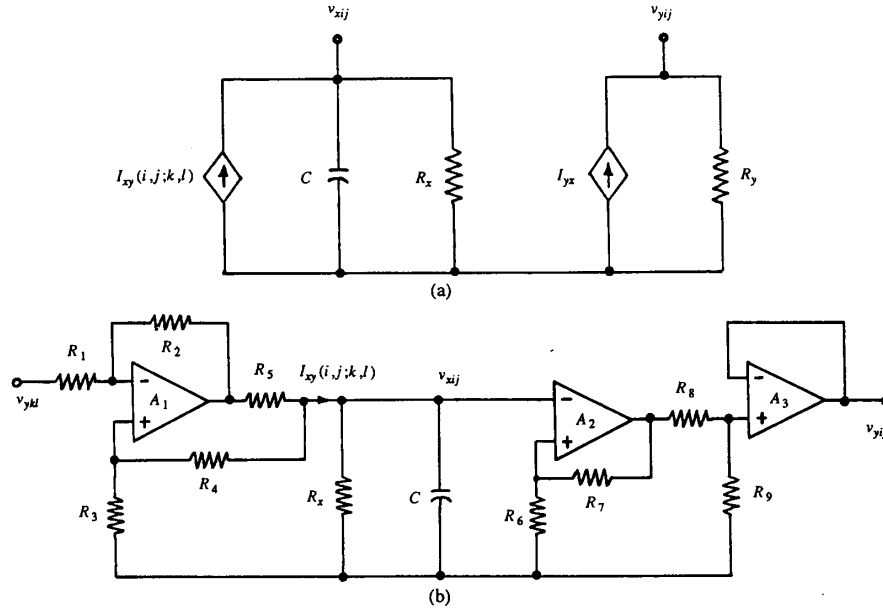 v_xij
v_yij
I_xy(i,j;k,l)
C
R_x
I_yx
R_y
(a)
R_1
R_2
R_5
I_xy(i,j;k,l)
v_xij
v_ykl
A_1
A_2
R_8
A_3
v_yij
R_4
R_3
R_x
C
R_7
R_6
R_9
(b)
- + - + - +